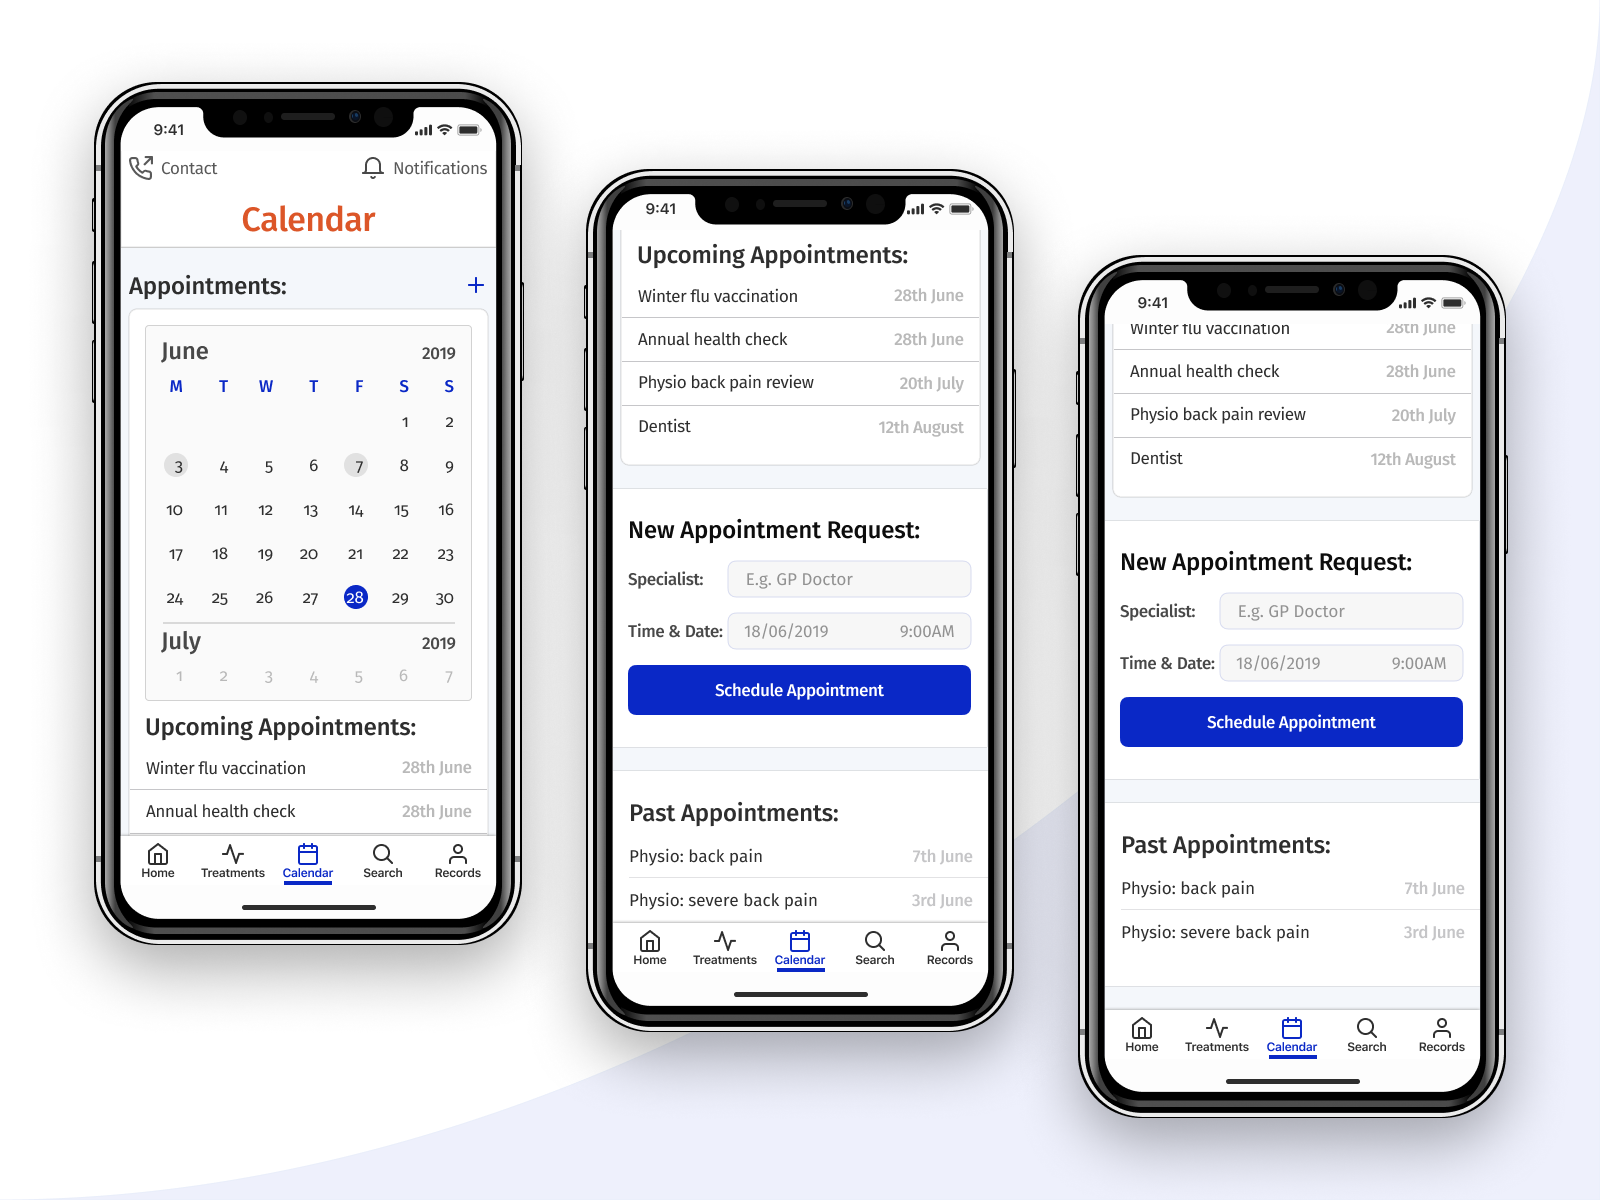 9:41
Contact Notifications
Calendar
Appointments: +
June 2019
M T W T F S S
1 2
3 4 5 6 7 8 9
10 11 12 13 14 15 16
17 18 19 20 21 22 23
24 25 26 27 28 29 30
July 2019
1 2 3 4 5 6 7
Upcoming Appointments:
Winter flu vaccination 28th June
Annual health check 28th June
Home Treatments Calendar Search Records
9:41
Upcoming Appointments:
Winter flu vaccination 28th June
Annual health check 28th June
Physio back pain review 20th July
Dentist 12th August
New Appointment Request:
Specialist: E.g. GP Doctor
Time & Date: 18/06/2019 9:00AM
Schedule Appointment
Past Appointments:
Physio: back pain 7th June
Physio: severe back pain 3rd June
Home Treatments Calendar Search Records
9:41
Winter flu vaccination 28th June
Annual health check 28th June
Physio back pain review 20th July
Dentist 12th August
New Appointment Request:
Specialist: E.g. GP Doctor
Time & Date: 18/06/2019 9:00AM
Schedule Appointment
Past Appointments:
Physio: back pain 7th June
Physio: severe back pain 3rd June
Home Treatments Calendar Search Records